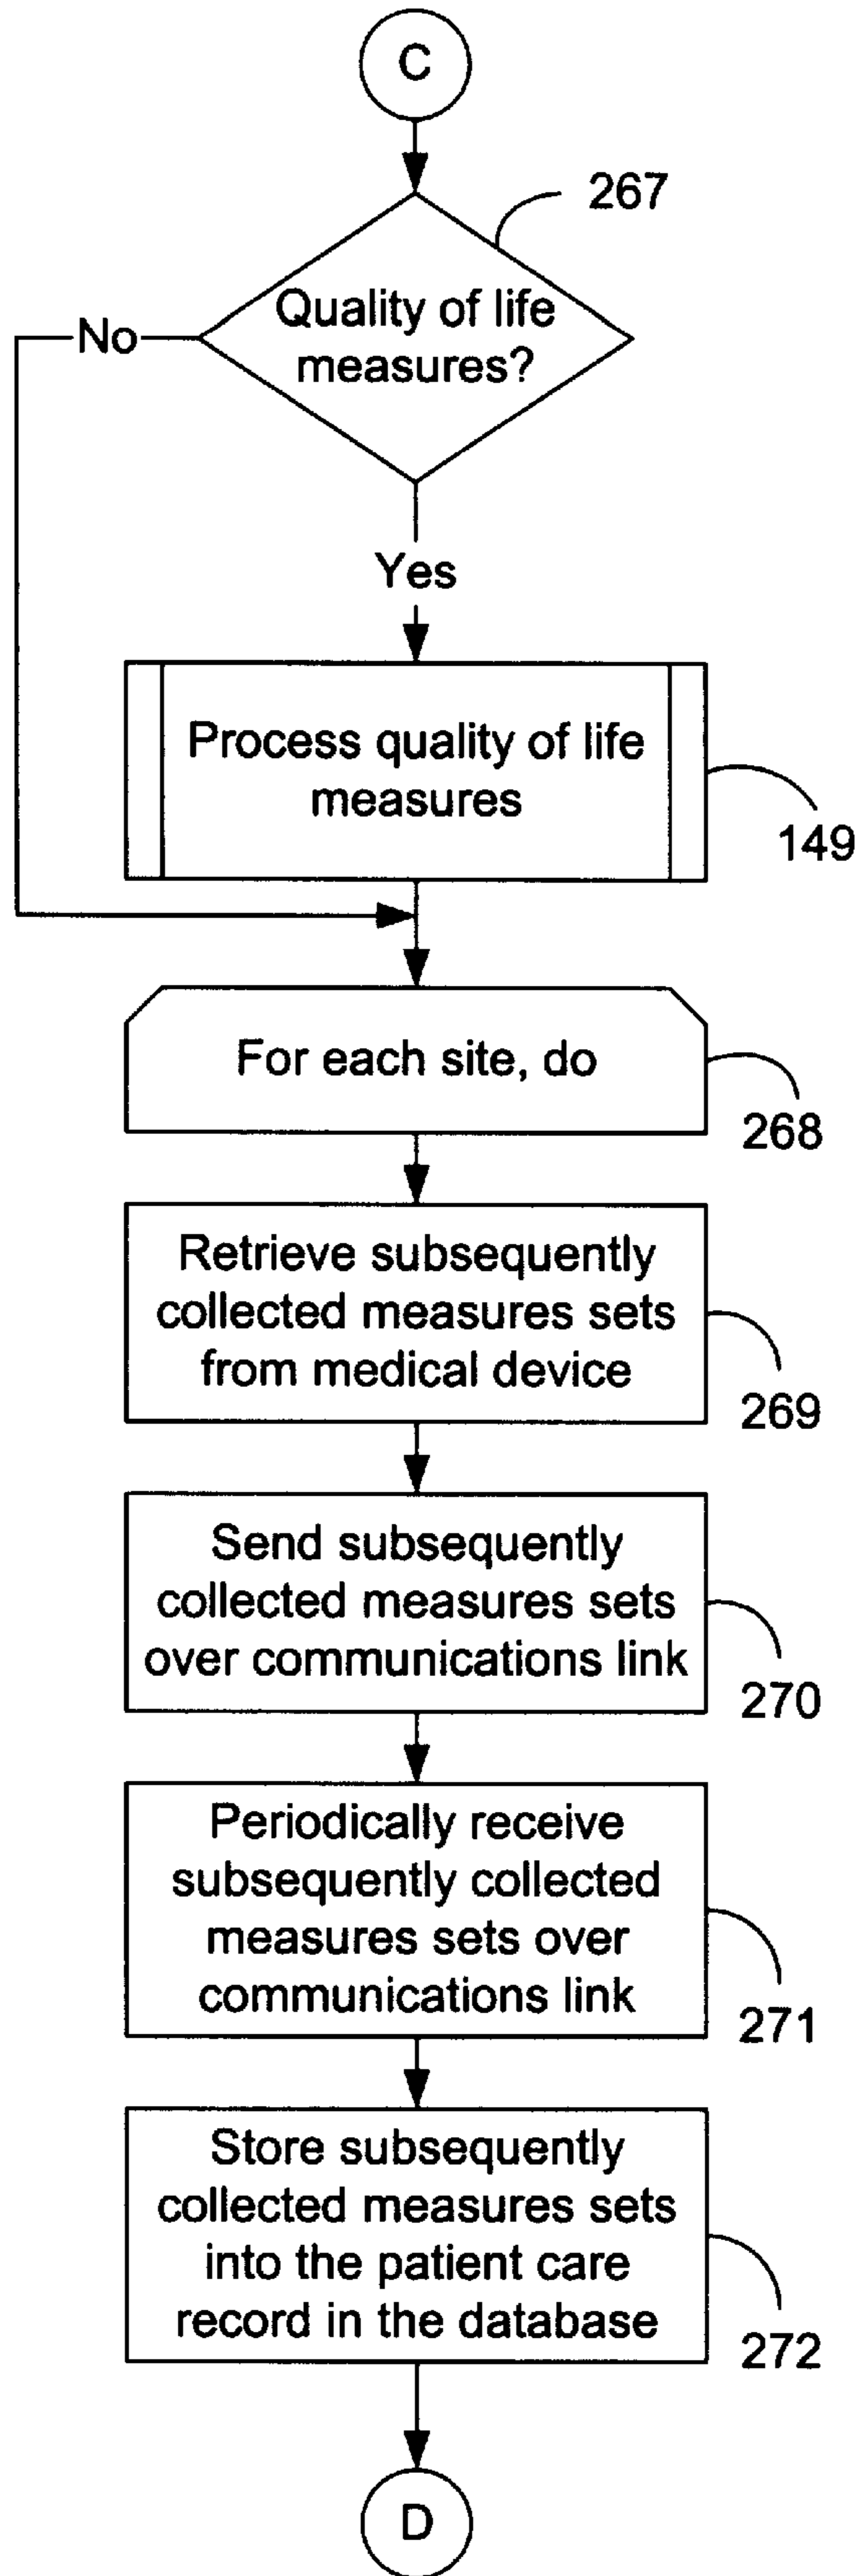 C
267
Quality of life
measures?
No
Yes
Process quality of life
measures
149
For each site, do
268
Retrieve subsequently
collected measures sets
from medical device
269
Send subsequently
collected measures sets
over communications link
270
Periodically receive
subsequently collected
measures sets over
communications link
271
Store subsequently
collected measures sets
into the patient care
record in the database
272
D